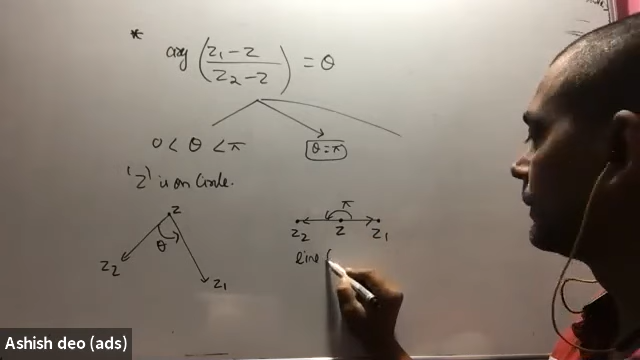 * arg (z₁ - z / z₂ - z) = θ
0 < θ < π
θ = π
'z' is on Circle.
z
θ
z₂
z₁
π
z₂ z z₁
line (
Ashish deo (ads)